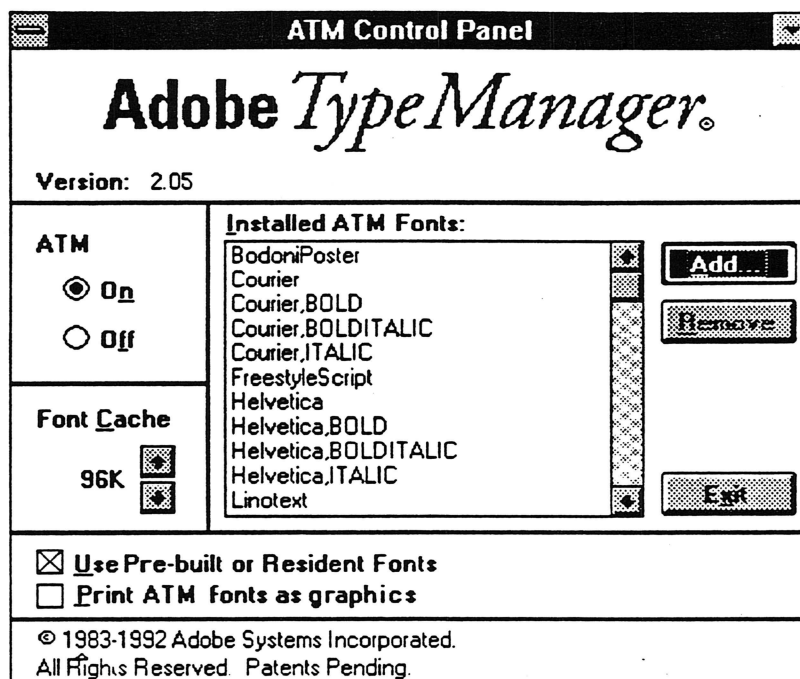 ATM Control Panel
Adobe TypeManager®
Version: 2.05
ATM
On
Off
Font Cache
96K
Installed ATM Fonts:
BodoniPoster
Courier
Courier,BOLD
Courier,BOLDITALIC
Courier,ITALIC
FreestyleScript
Helvetica
Helvetica,BOLD
Helvetica,BOLDITALIC
Helvetica,ITALIC
Linotext
Add...
Remove
Exit
Use Pre-built or Resident Fonts
Print ATM fonts as graphics
© 1983-1992 Adobe Systems Incorporated.
All Rights Reserved. Patents Pending.